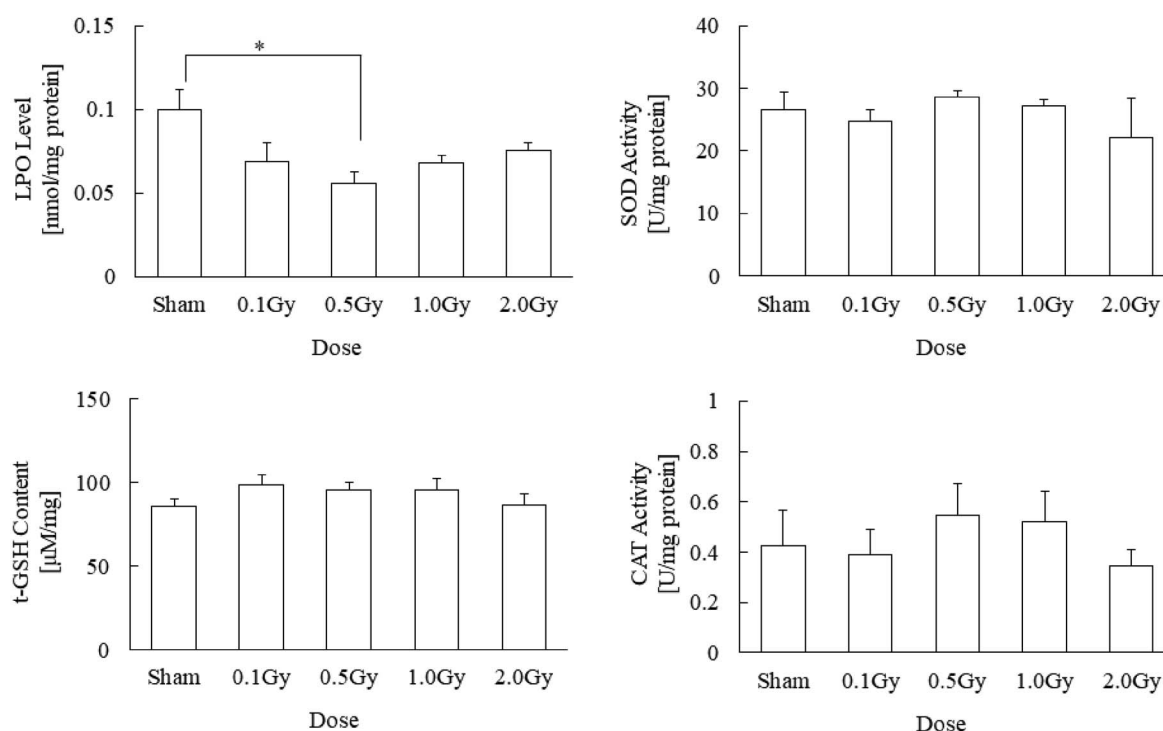 LPO Level
[nmol/mg protein]
0.15
0.1
0.05
0
*
Sham 0.1Gy 0.5Gy 1.0Gy 2.0Gy
Dose
SOD Activity
[U/mg protein]
40
30
20
10
0
Sham 0.1Gy 0.5Gy 1.0Gy 2.0Gy
Dose
t-GSH Content
[μM/mg]
150
100
50
0
Sham 0.1Gy 0.5Gy 1.0Gy 2.0Gy
Dose
CAT Activity
[U/mg protein]
1
0.8
0.6
0.4
0.2
0
Sham 0.1Gy 0.5Gy 1.0Gy 2.0Gy
Dose